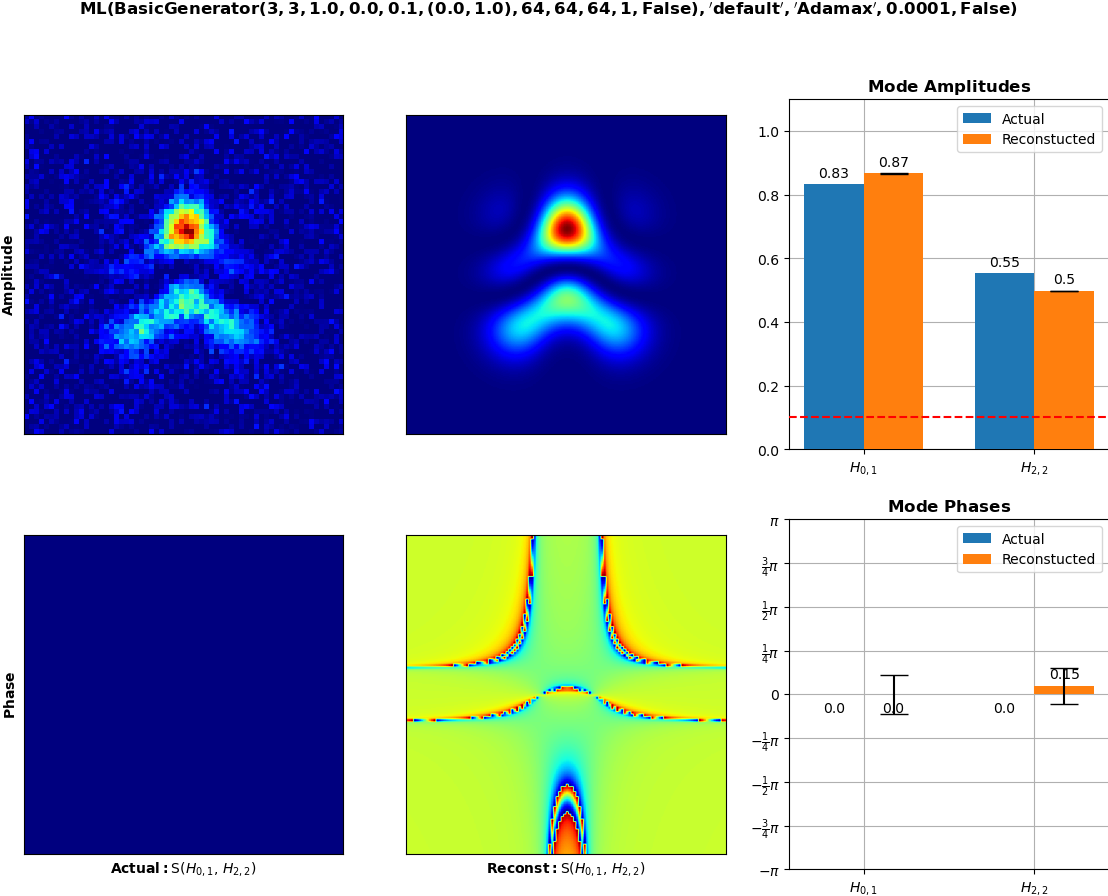 ML(BasicGenerator(3, 3, 1.0, 0.0, 0.1, (0.0, 1.0), 64, 64, 64, 1, False), ′default′, ′Adamax′, 0.0001, False)
Amplitude
Mode Amplitudes
Actual
Reconstucted
1.0
0.8
0.6
0.4
0.2
0.0
0.83
0.87
0.55
0.5
H0,1
H2,2
Phase
Actual: S(H0,1, H2,2)
Reconst: S(H0,1, H2,2)
Mode Phases
Actual
Reconstucted
π
3/4π
1/2π
1/4π
0
−1/4π
−1/2π
−3/4π
−π
0.0
0.0
0.0
0.15
H0,1
H2,2